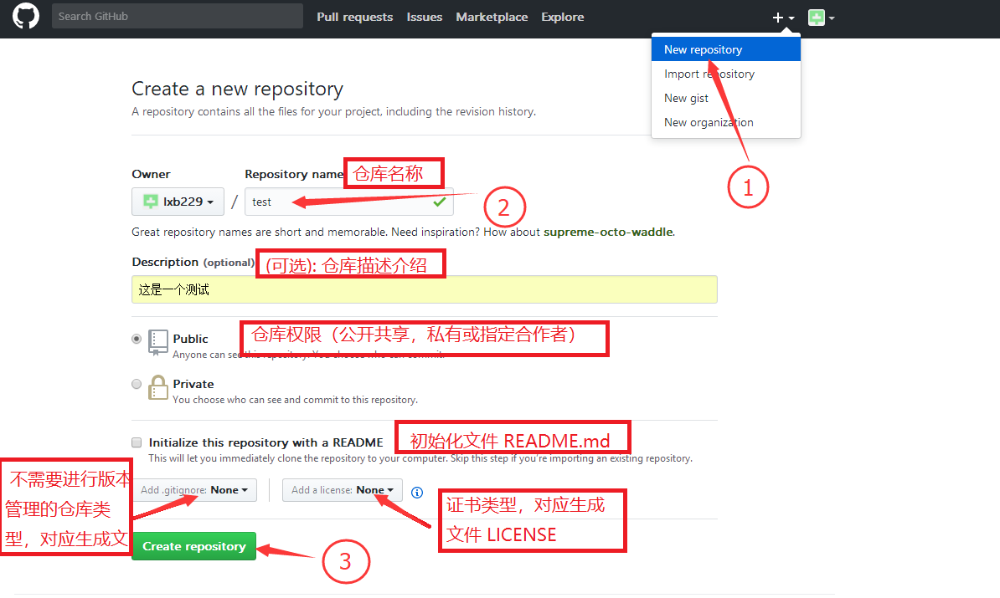 Search GitHub
Pull requests Issues Marketplace Explore
New repository
Import repository
New gist
New organization
1
Create a new repository
A repository contains all the files for your project, including the revision history.
Owner
Repository name
仓库名称
lxb229 / test
2
Great repository names are short and memorable. Need inspiration? How about supreme-octo-waddle.
Description (optional)
(可选): 仓库描述介绍
这是一个测试
Public
仓库权限（公开共享，私有或指定合作者）
Anyone can see this repository. You choose who can commit.
Private
You choose who can see and commit to this repository.
Initialize this repository with a README
初始化文件 README.md
This will let you immediately clone the repository to your computer. Skip this step if you're importing an existing repository.
不需要进行版本
管理的仓库类
型，对应生成文
Add .gitignore: None
Add a license: None
证书类型，对应生成
文件 LICENSE
Create repository
3